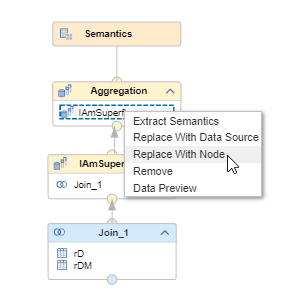 Semantics
Aggregation
IAmSuperf
Extract Semantics
Replace With Data Source
Replace With Node
Remove
Data Preview
IAmSuper
Join_1
Join_1
rD
rDM